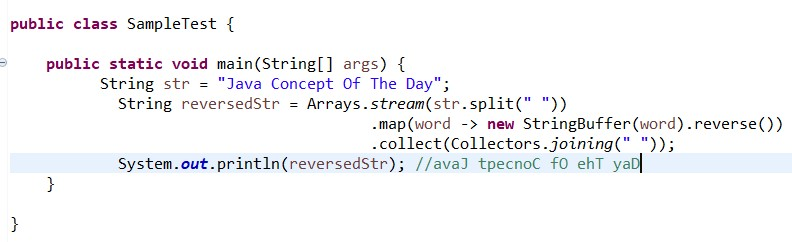 public class SampleTest {
public static void main(String[] args) {
String str = "Java Concept Of The Day";
String reversedStr = Arrays.stream(str.split(" "))
.map(word -> new StringBuffer(word).reverse())
.collect(Collectors.joining(" "));
System.out.println(reversedStr); //avaJ tpecnoC fO ehT yaD
}
}